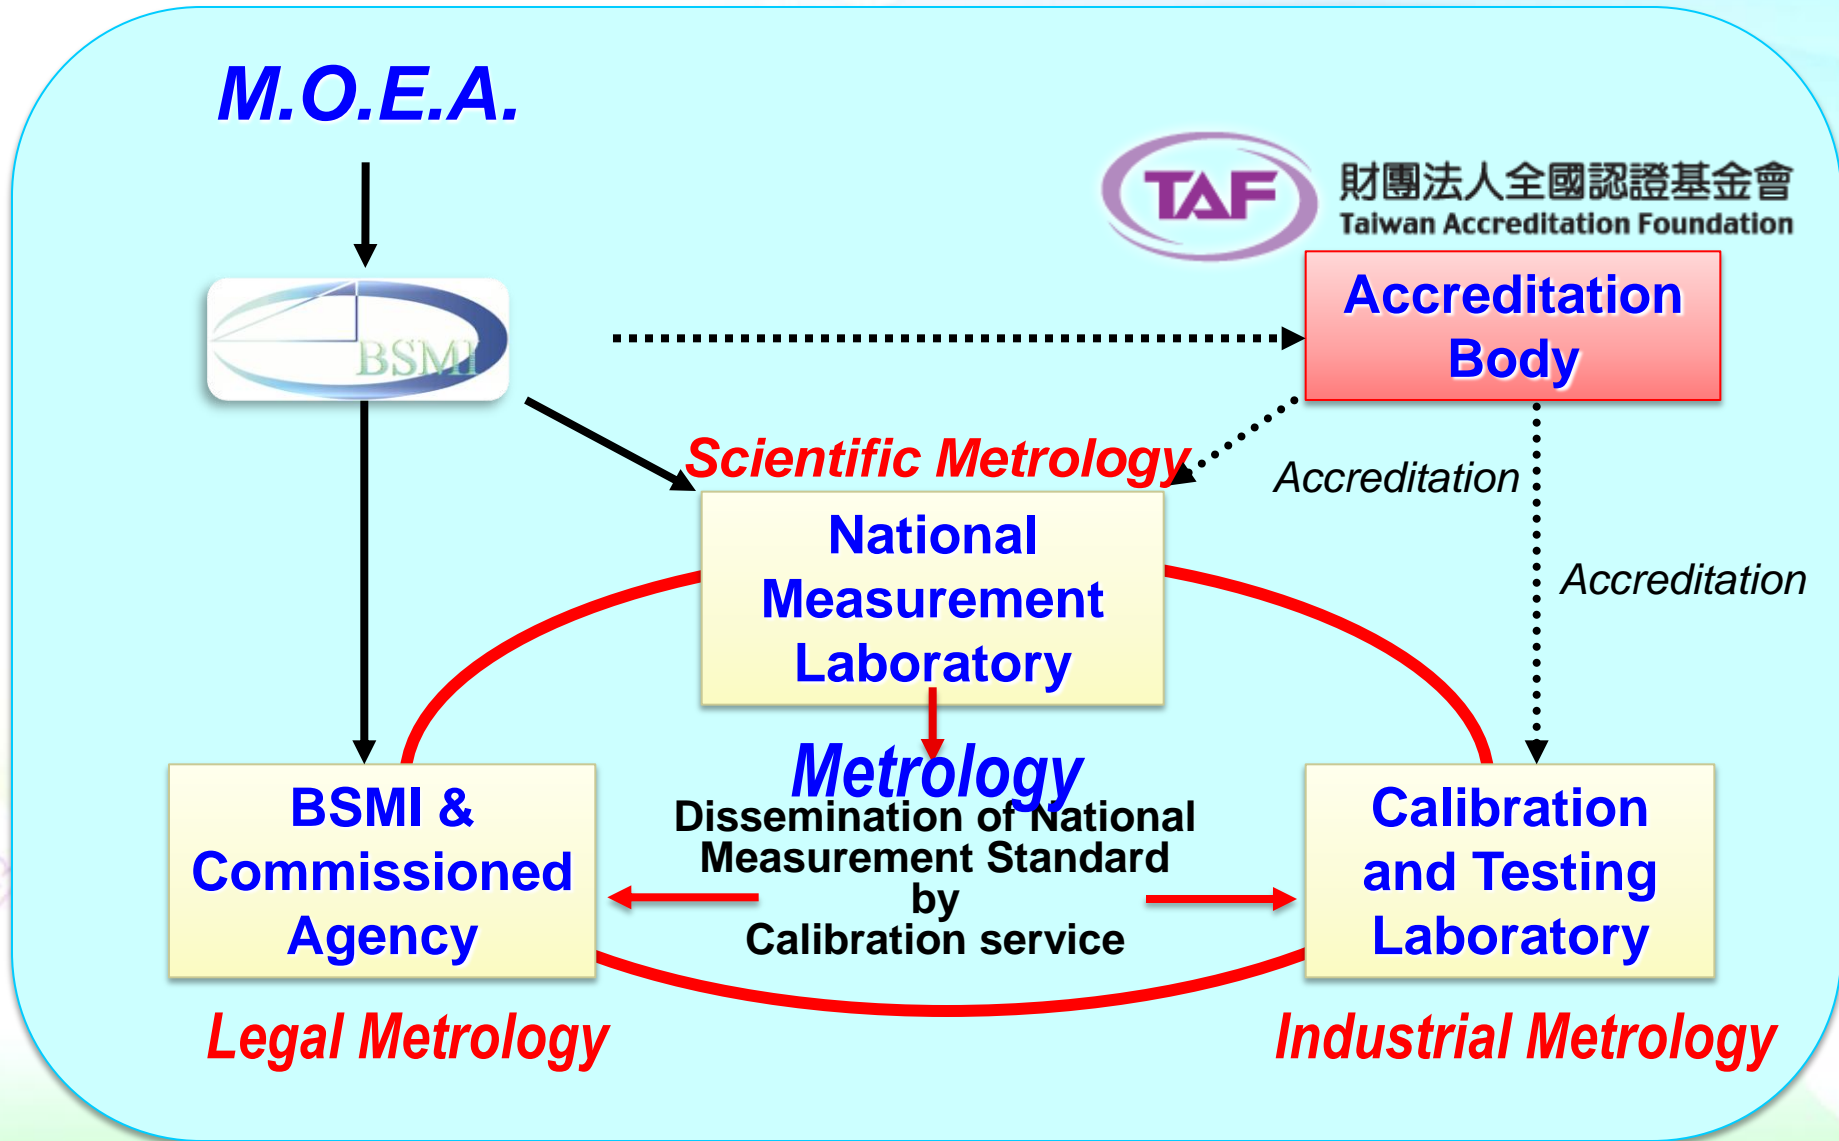 M.O.E.A.
TAF
財團法人全國認證基金會
Taiwan Accreditation Foundation
BSMI
Accreditation
Body
Scientific Metrology
Accreditation
National
Measurement
Laboratory
Accreditation
Metrology
Dissemination of National
Measurement Standard
by
Calibration service
BSMI &
Commissioned
Agency
Calibration
and Testing
Laboratory
Legal Metrology
Industrial Metrology